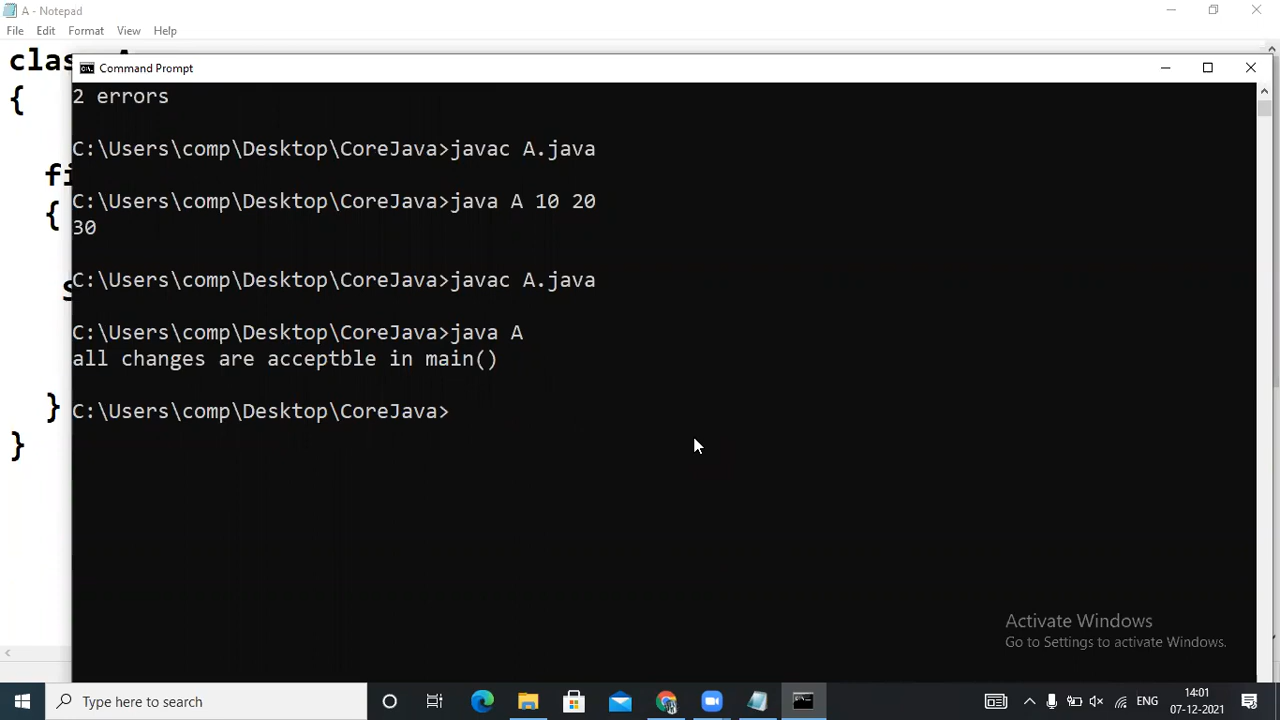 A - Notepad
File Edit Format View Help
clas
{
fi
{
S
}
}
Command Prompt
2 errors
C:\Users\comp\Desktop\CoreJava>javac A.java
C:\Users\comp\Desktop\CoreJava>java A 10 20
30
C:\Users\comp\Desktop\CoreJava>javac A.java
C:\Users\comp\Desktop\CoreJava>java A
all changes are acceptble in main()
C:\Users\comp\Desktop\CoreJava>
Activate Windows
Go to Settings to activate Windows.
Type here to search
ENG
14:01
07-12-2021